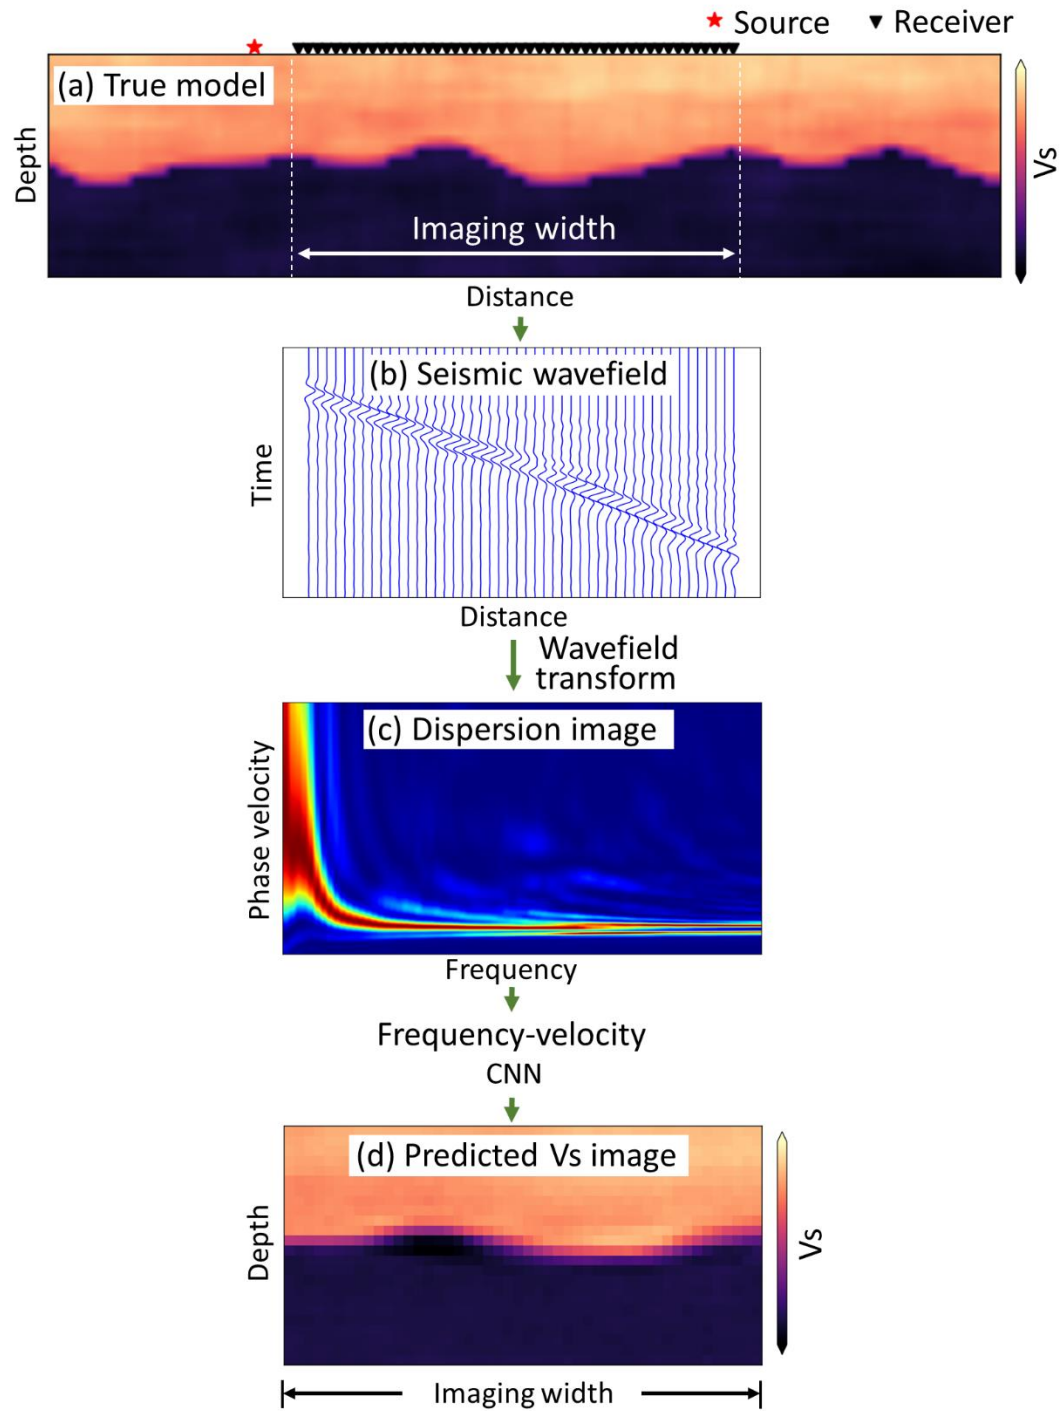 Source
Receiver
(a) True model
Depth
Vs
Imaging width
Distance
(b) Seismic wavefield
Time
Distance
Wavefield
transform
(c) Dispersion image
Phase velocity
Frequency
Frequency-velocity
CNN
(d) Predicted Vs image
Depth
Vs
Imaging width